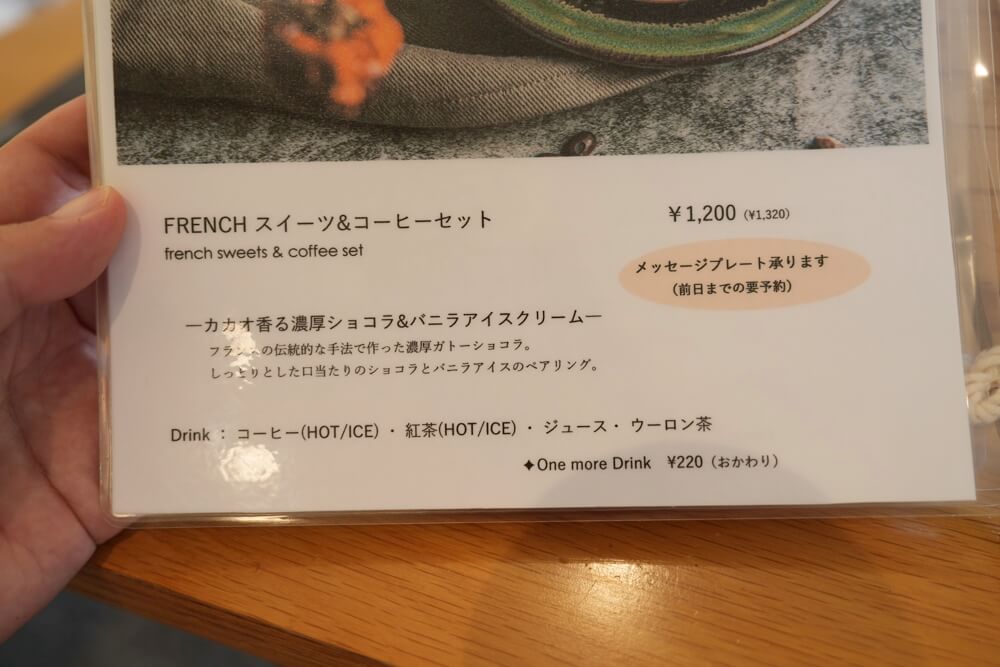 FRENCH スイーツ&コーヒーセット
¥1,200 (¥1,320)
french sweets & coffee set
メッセージプレート承ります
(前日までの要予約)
―カカオ香る濃厚ショコラ&バニラアイスクリーム―
フランスの伝統的な手法で作った濃厚ガトーショコラ。
しっとりとした口当たりのショコラとバニラアイスのペアリング。
Drink : コーヒー(HOT/ICE) ・ 紅茶(HOT/ICE) ・ ジュース・ ウーロン茶
✦One more Drink ¥220 (おかわり)